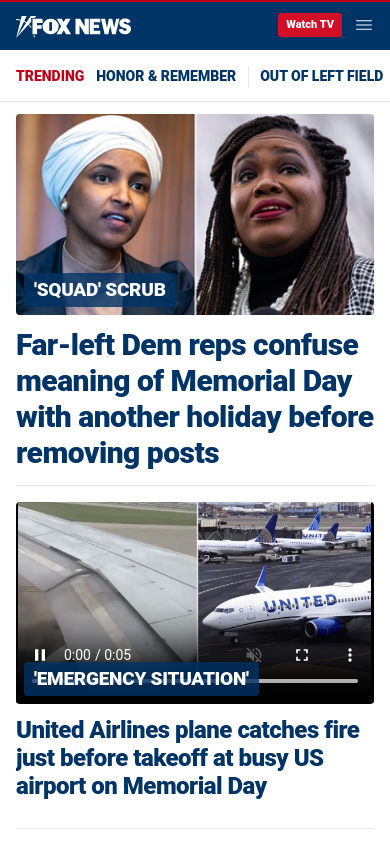 FOX NEWS
Watch TV
TRENDING HONOR & REMEMBER OUT OF LEFT FIELD
'SQUAD' SCRUB
Far-left Dem reps confuse
meaning of Memorial Day
with another holiday before
removing posts
UNITED
UNITED
0:00 / 0:05
'EMERGENCY SITUATION'
United Airlines plane catches fire
just before takeoff at busy US
airport on Memorial Day